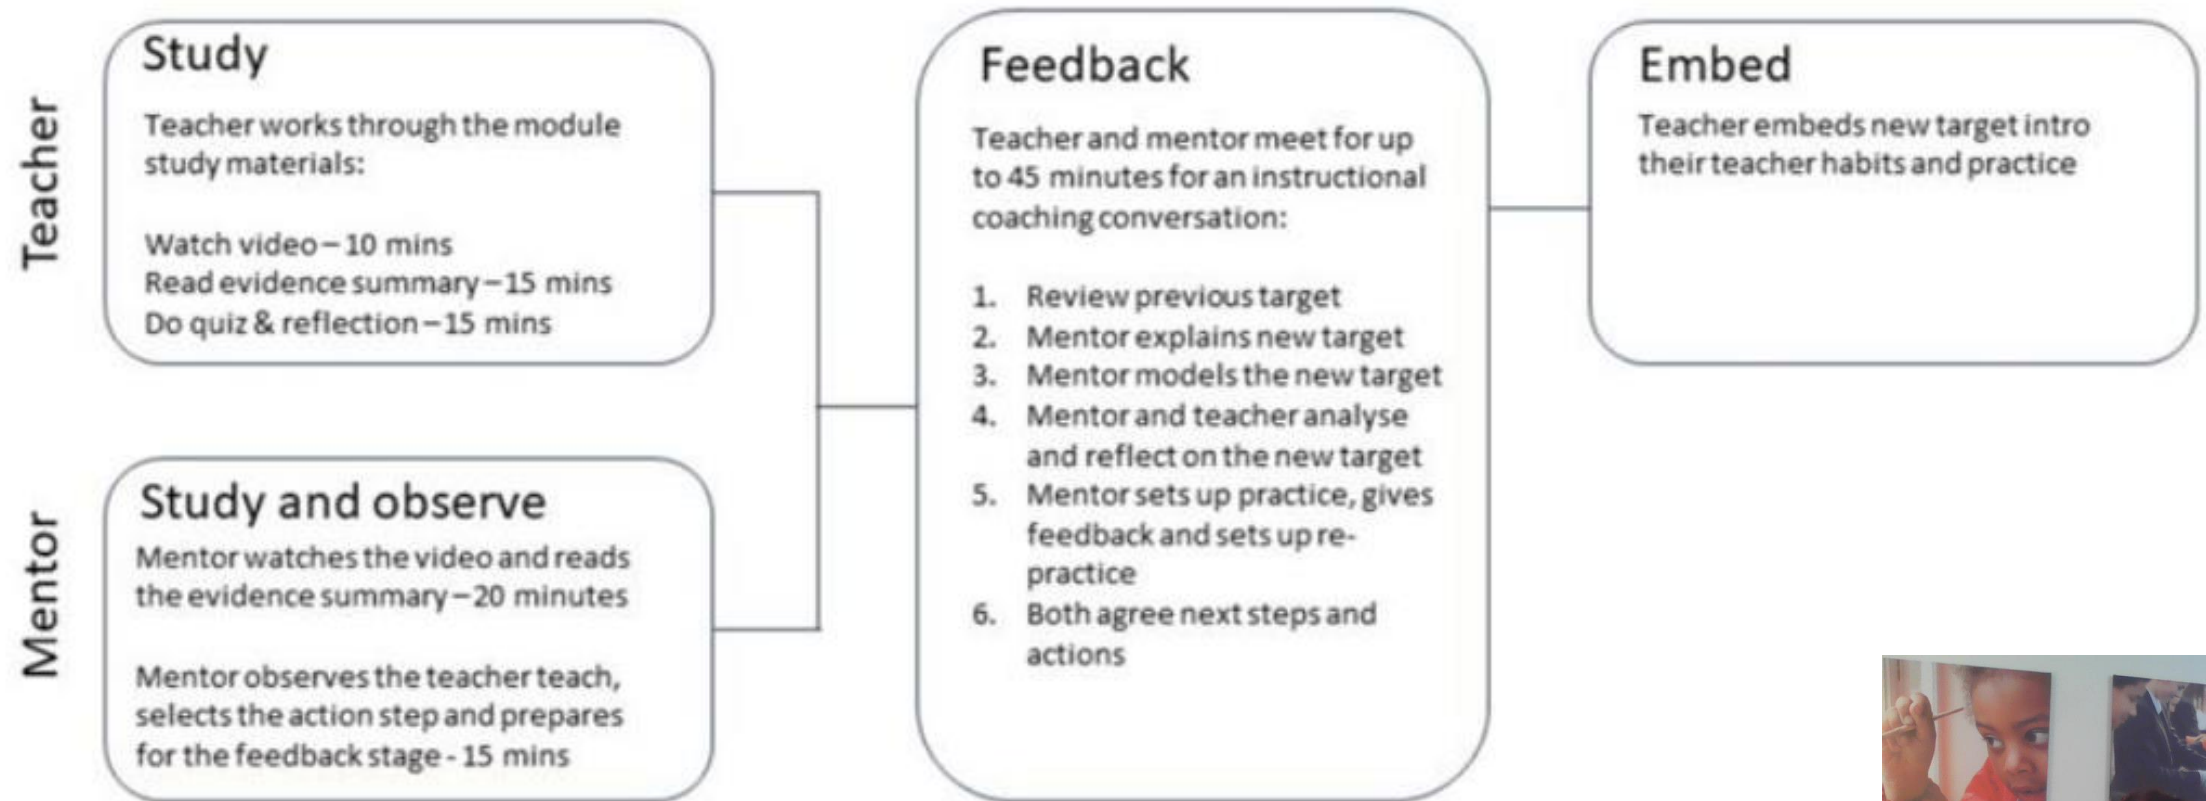 Teacher
Study
Teacher works through the module
study materials:
Watch video – 10 mins
Read evidence summary – 15 mins
Do quiz & reflection – 15 mins
Mentor
Study and observe
Mentor watches the video and reads
the evidence summary – 20 minutes
Mentor observes the teacher teach,
selects the action step and prepares
for the feedback stage - 15 mins
Feedback
Teacher and mentor meet for up
to 45 minutes for an instructional
coaching conversation:
1. Review previous target
2. Mentor explains new target
3. Mentor models the new target
4. Mentor and teacher analyse
and reflect on the new target
5. Mentor sets up practice, gives
feedback and sets up re-
practice
6. Both agree next steps and
actions
Embed
Teacher embeds new target intro
their teacher habits and practice